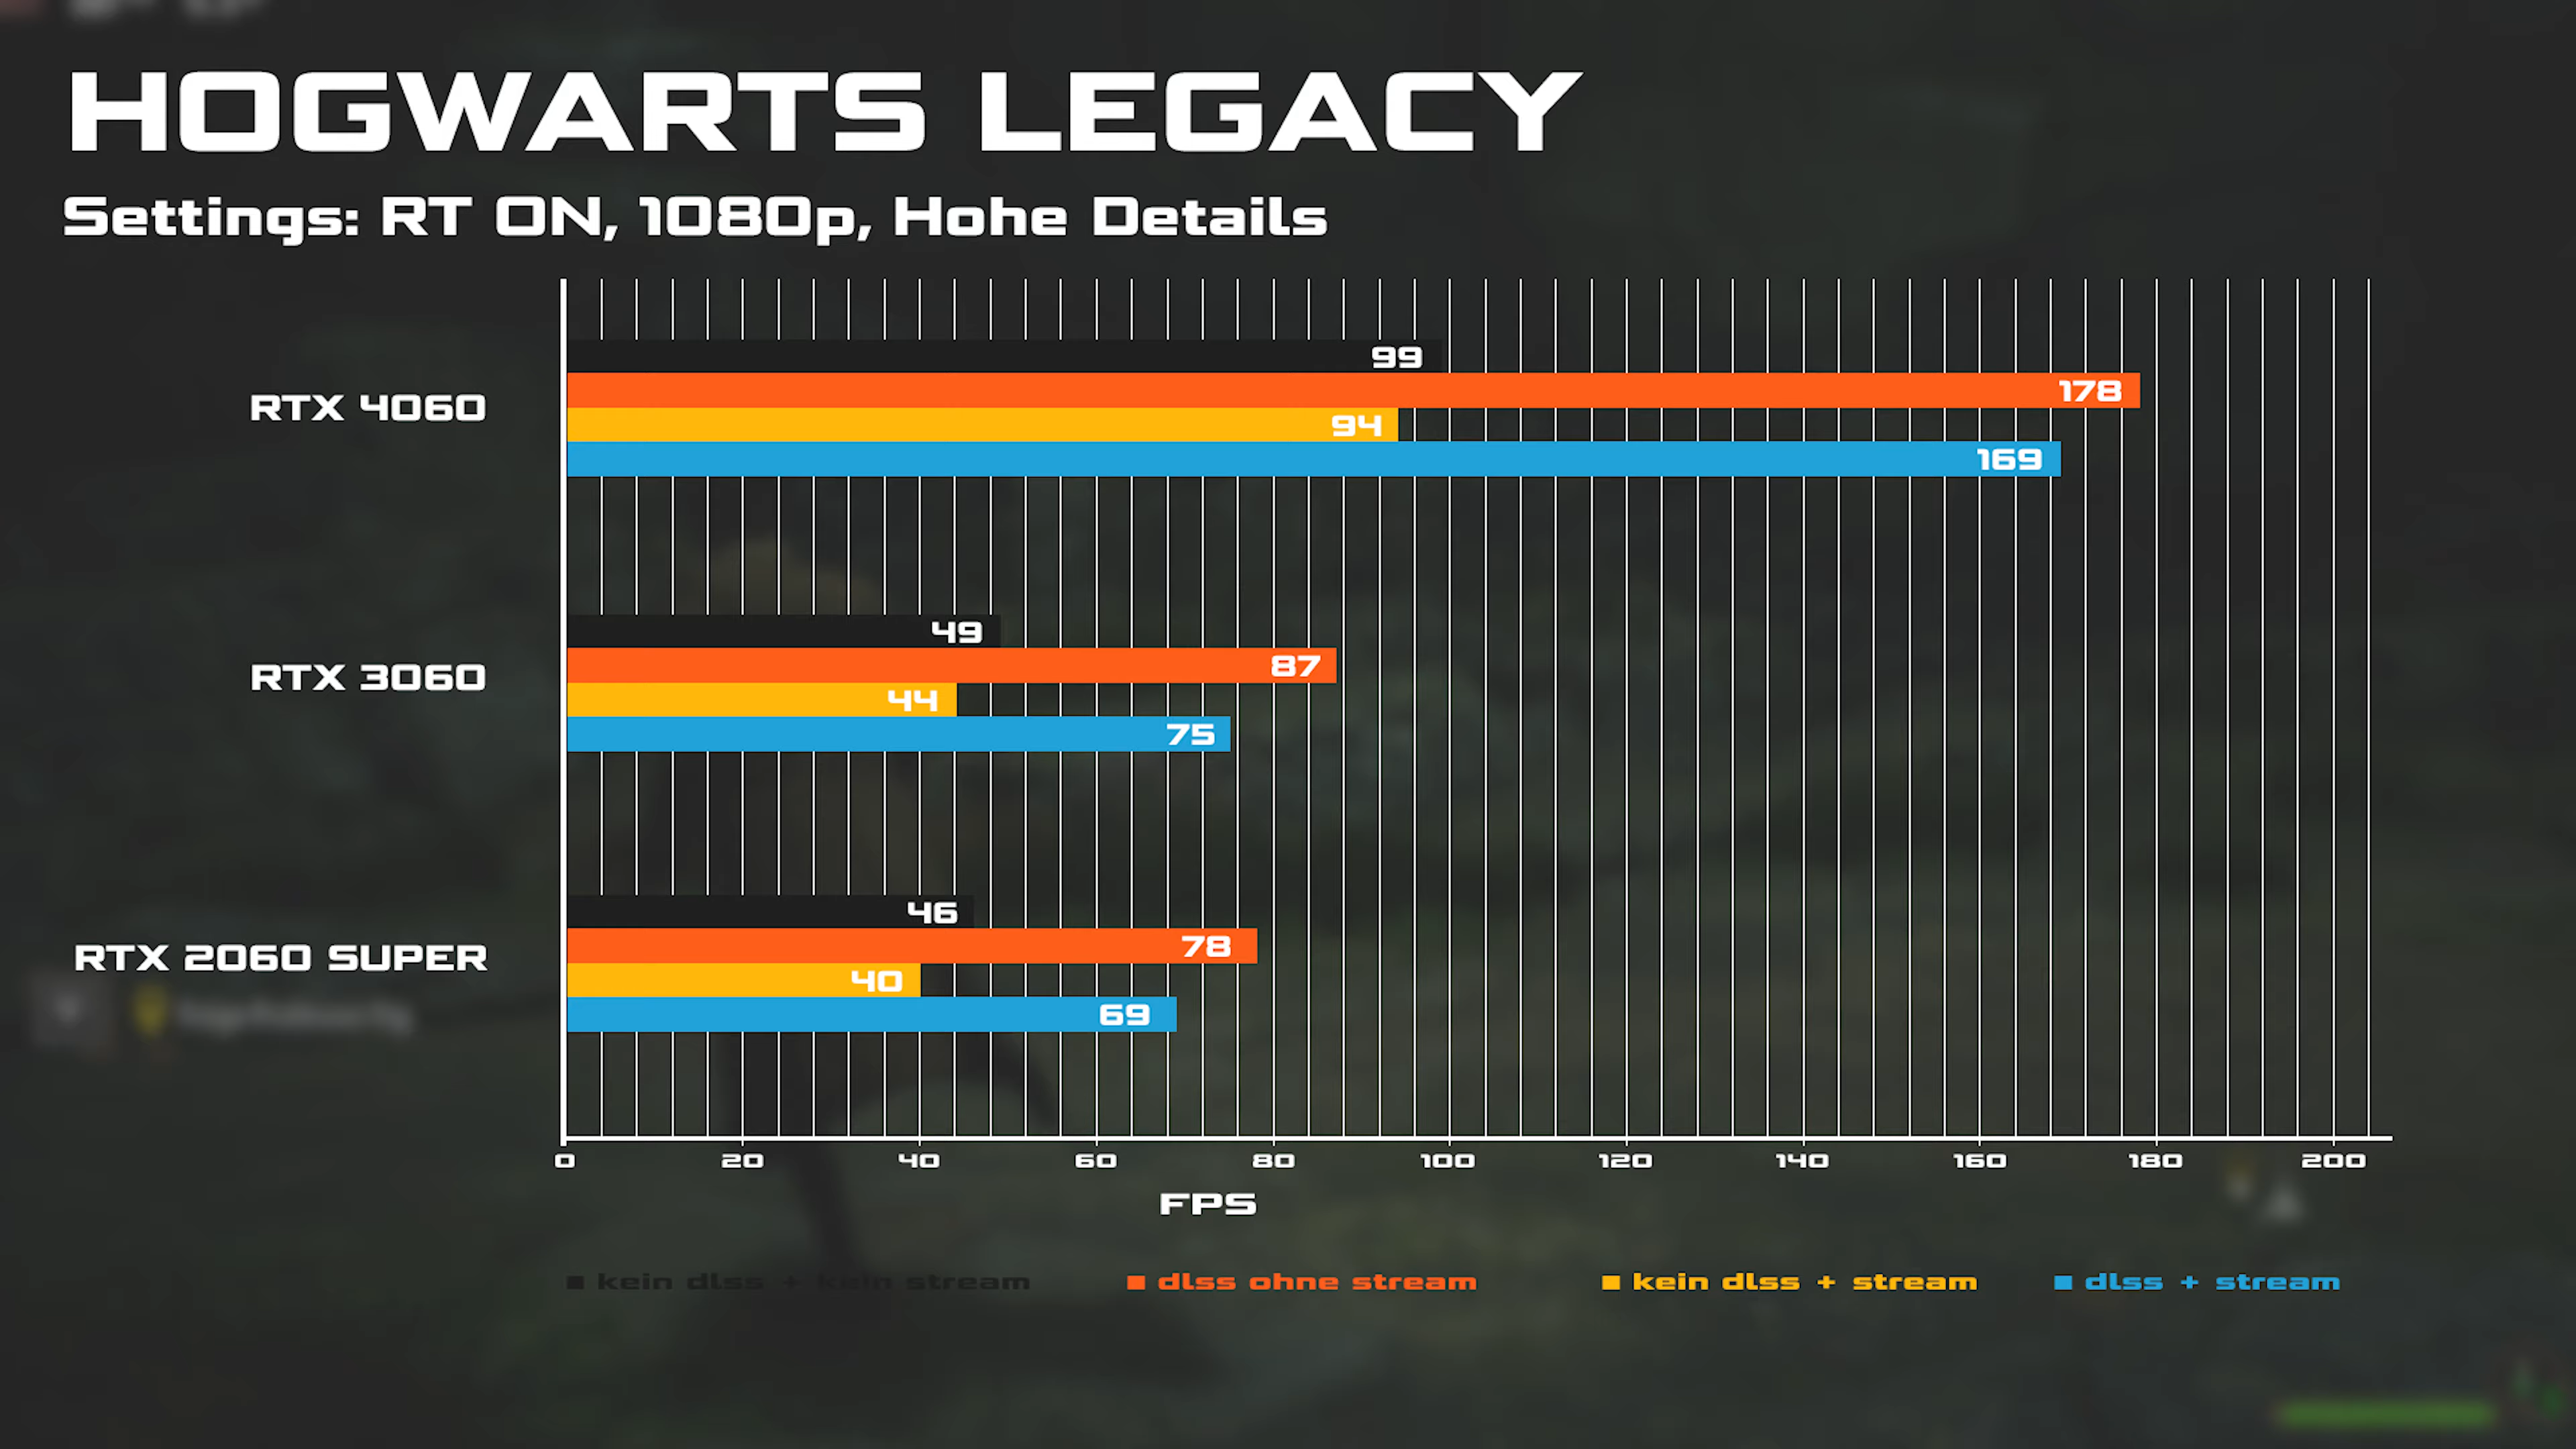 HOGWARTS LEGACY
Settings: RT ON, 1080p, Hohe Details
99
RTX 4060
178
94
169
49
RTX 3060
87
44
75
46
RTX 2060 SUPER
78
40
69
0 20 40 60 80 100 120 140 160 180 200
FPS
kein dlss + kein stream dlss ohne stream kein dlss + stream dlss + stream